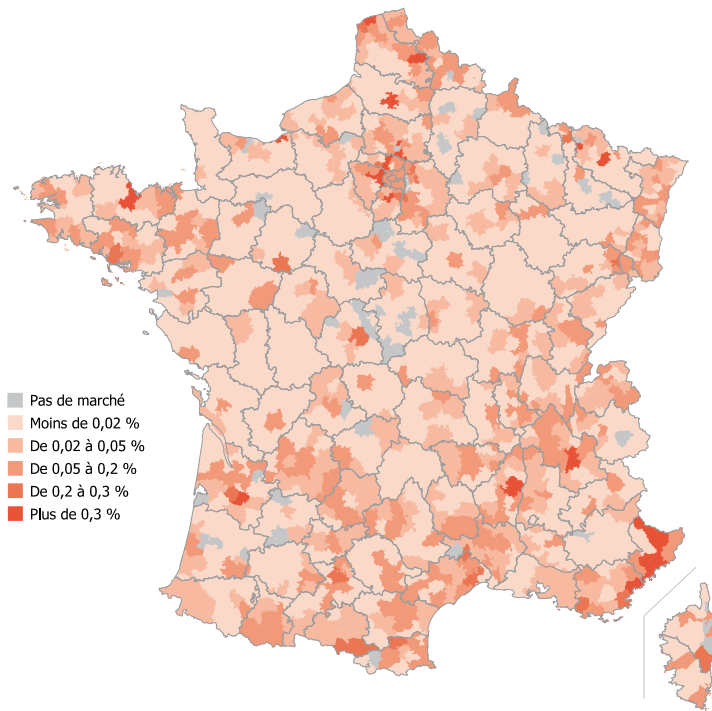 Pas de marché
Moins de 0,02 %
De 0,02 à 0,05 %
De 0,05 à 0,2 %
De 0,2 à 0,3 %
Plus de 0,3 %